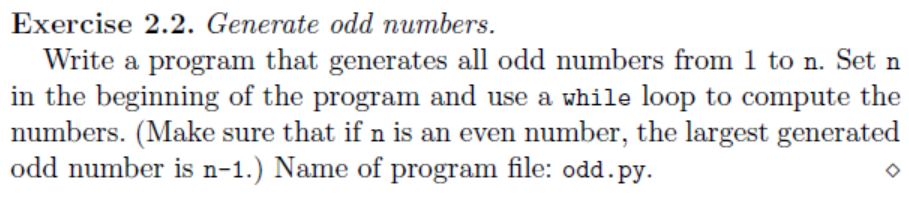 Exercise 2.2. Generate odd numbers.
Write a program that generates all odd numbers from 1 to n. Set n
in the beginning of the program and use a while loop to compute the
numbers. (Make sure that if n is an even number, the largest generated
odd number is n-1.) Name of program file: odd.py. ⋄